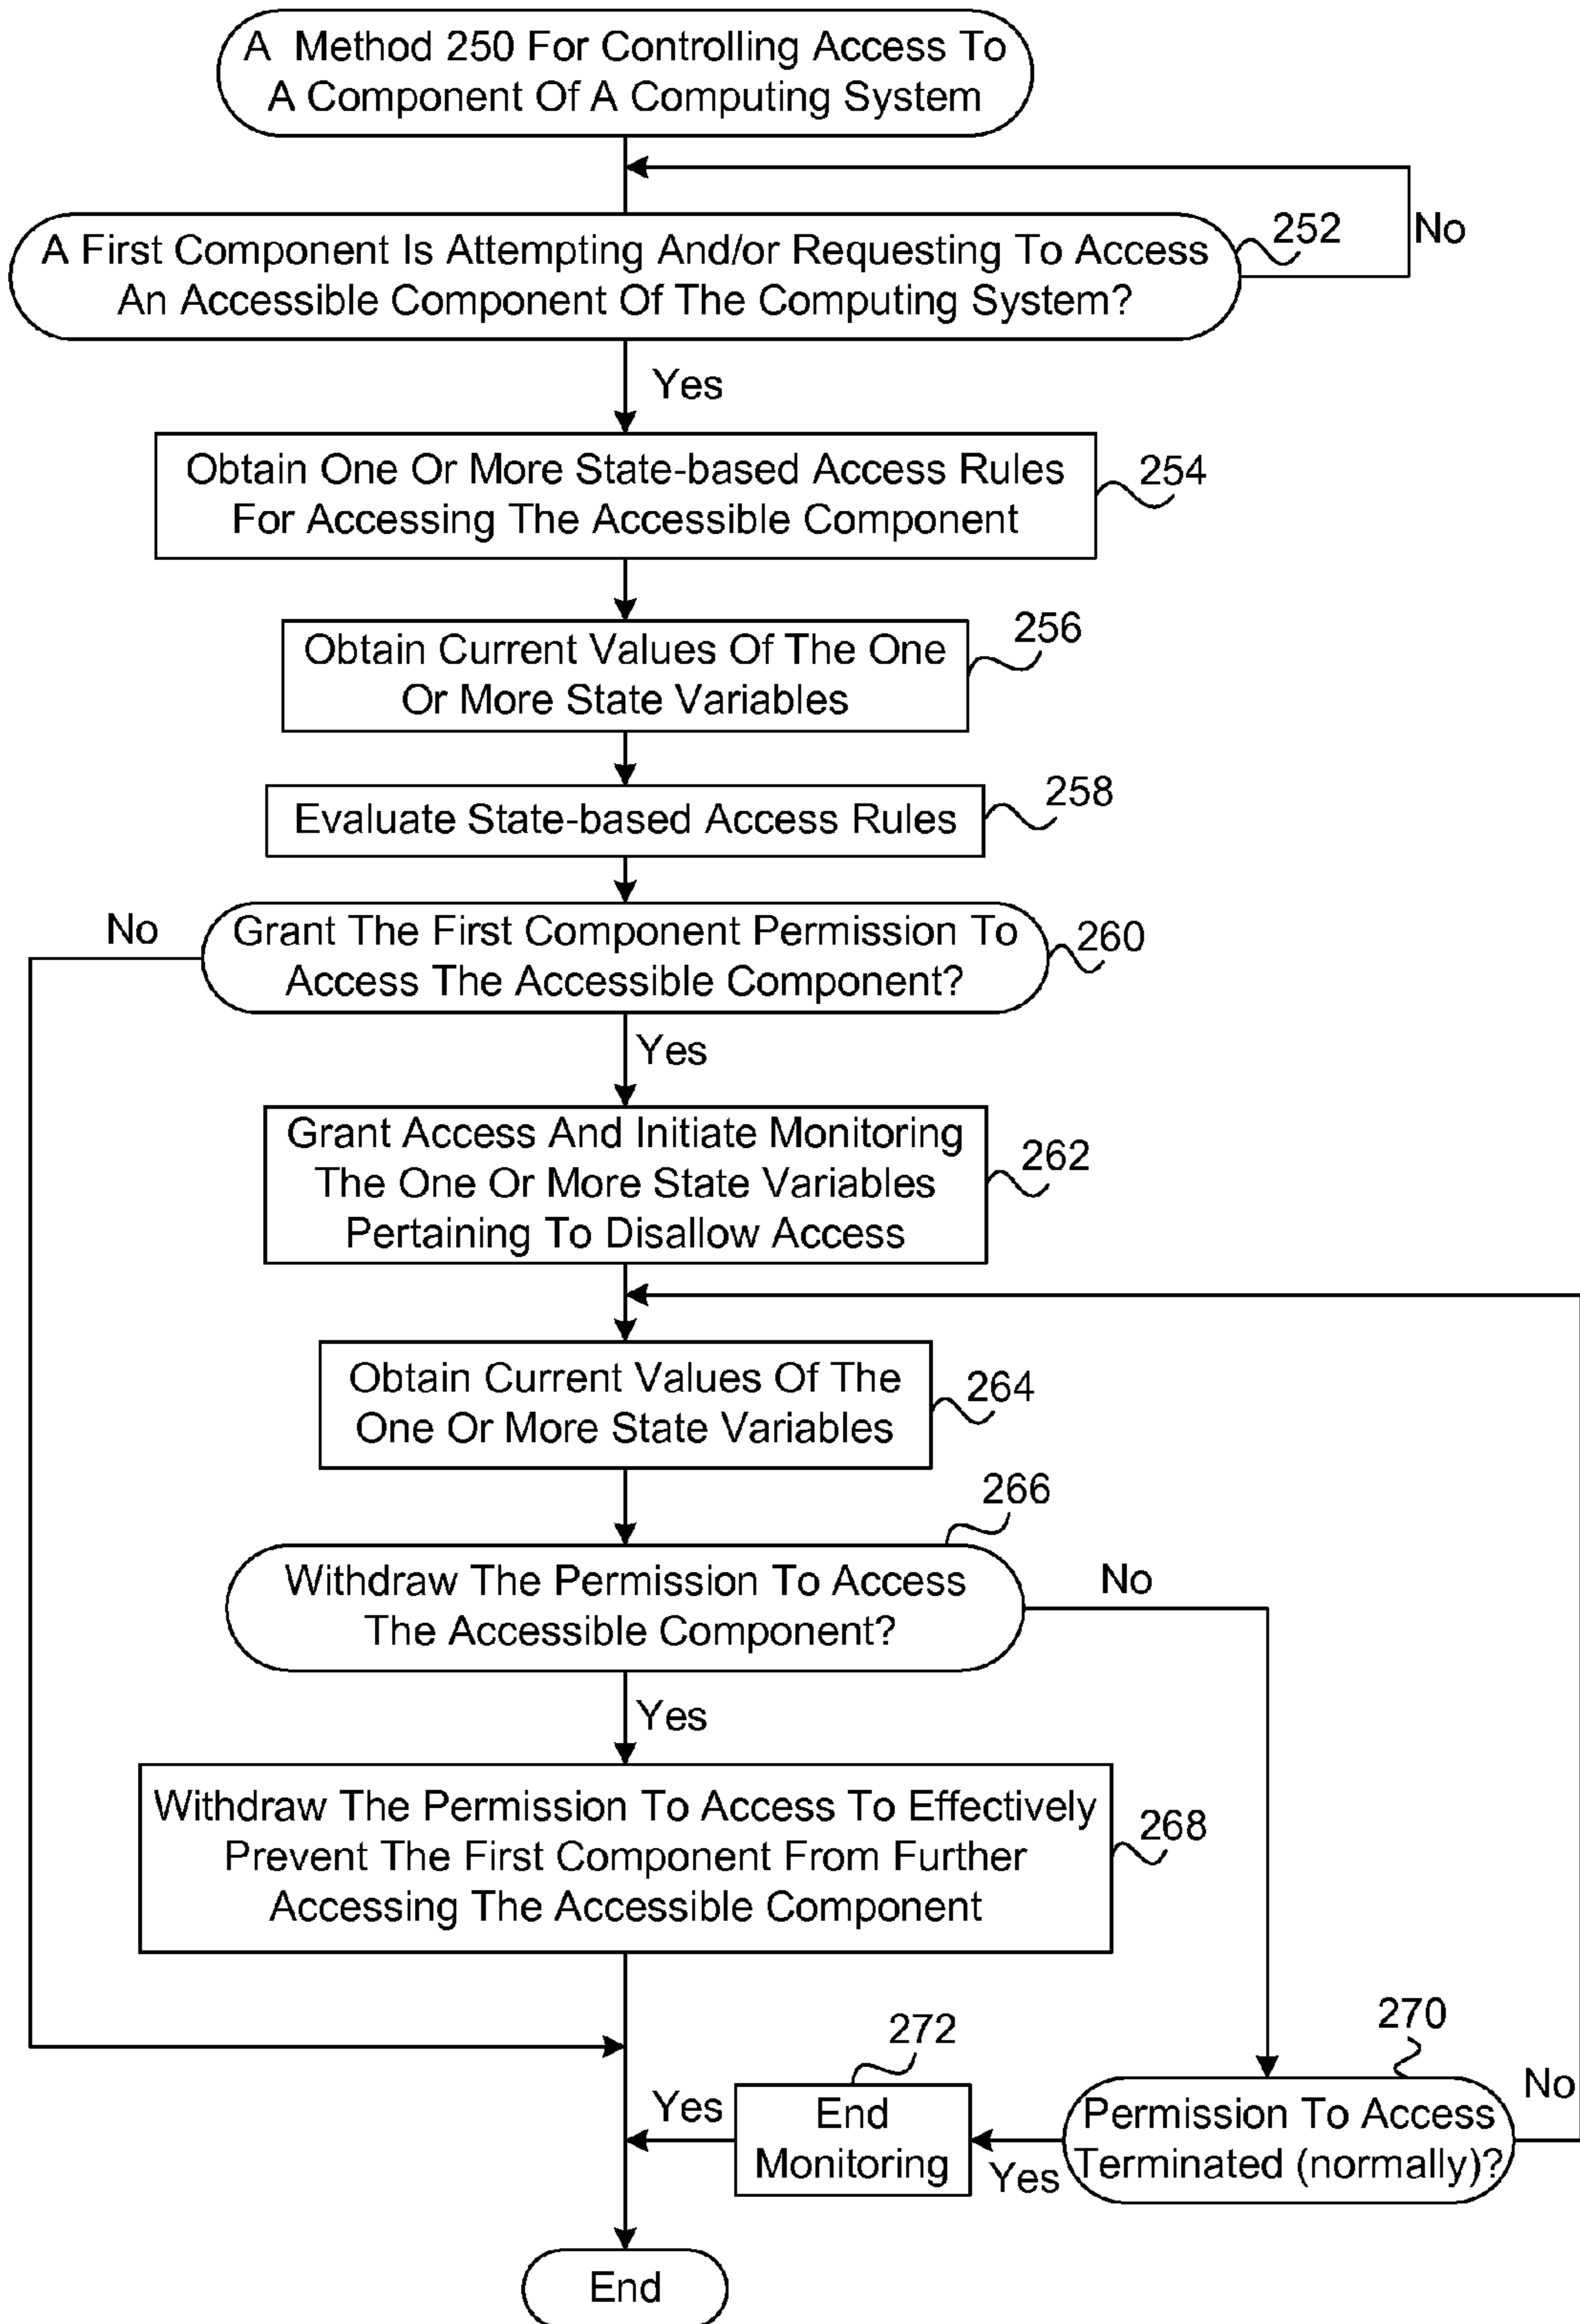 A Method 250 For Controlling Access To
A Component Of A Computing System
A First Component Is Attempting And/or Requesting To Access
An Accessible Component Of The Computing System?
252
No
Yes
Obtain One Or More State-based Access Rules
For Accessing The Accessible Component
254
Obtain Current Values Of The One
Or More State Variables
256
Evaluate State-based Access Rules
258
No
Grant The First Component Permission To
Access The Accessible Component?
260
Yes
Grant Access And Initiate Monitoring
The One Or More State Variables
Pertaining To Disallow Access
262
Obtain Current Values Of The
One Or More State Variables
264
266
Withdraw The Permission To Access
The Accessible Component?
No
Yes
Withdraw The Permission To Access To Effectively
Prevent The First Component From Further
Accessing The Accessible Component
268
272
270
Yes
End
Monitoring
Yes
Permission To Access
Terminated (normally)?
No
End